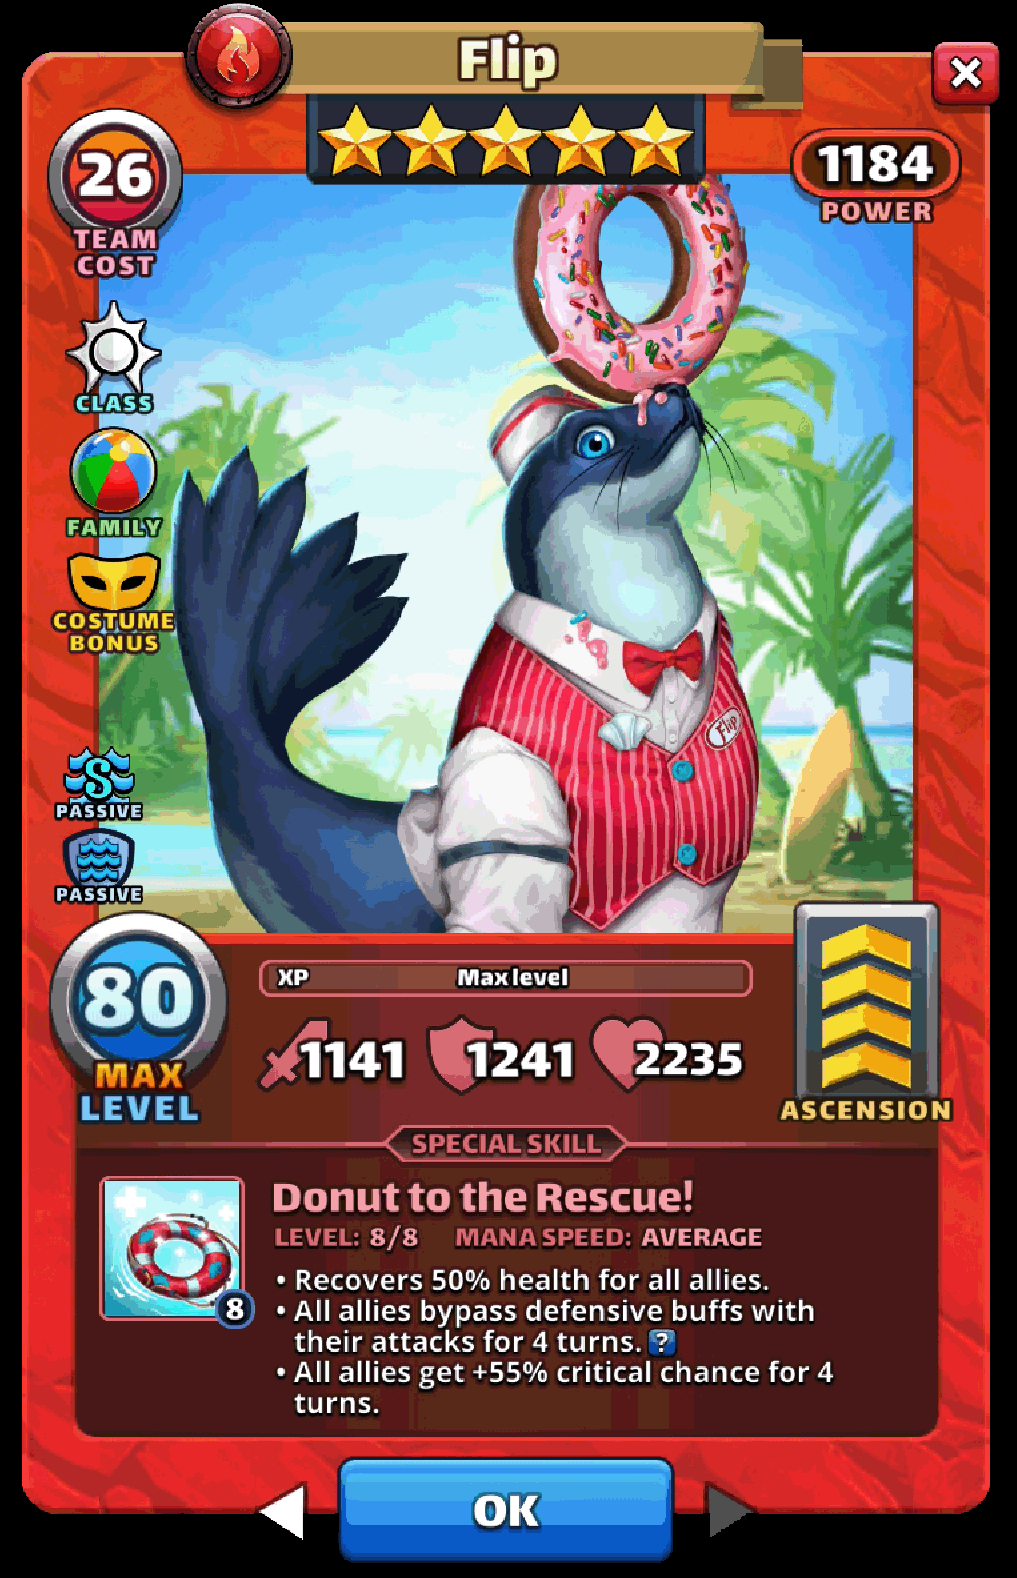 Flip
26
TEAM
COST
1184
POWER
CLASS
FAMILY
COSTUME
BONUS
Flip
S
PASSIVE
PASSIVE
80
MAX
LEVEL
XP Max level
1141 1241 2235
ASCENSION
SPECIAL SKILL
Donut to the Rescue!
LEVEL: 8/8 MANA SPEED: AVERAGE
8
• Recovers 50% health for all allies.
• All allies bypass defensive buffs with
their attacks for 4 turns. ?
• All allies get +55% critical chance for 4
turns.
OK